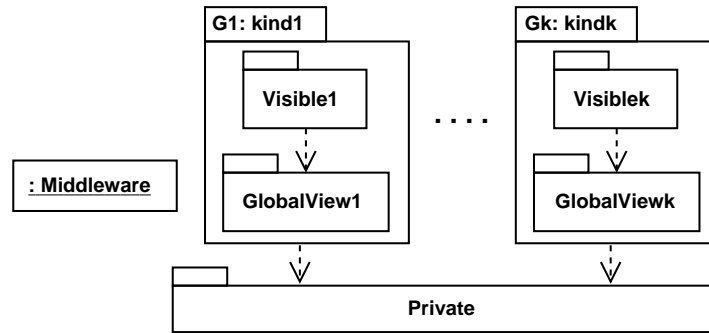 G1: kind1
Gk: kindk
Visible1
Visiblek
. . . .
: Middleware
GlobalView1
GlobalViewk
Private